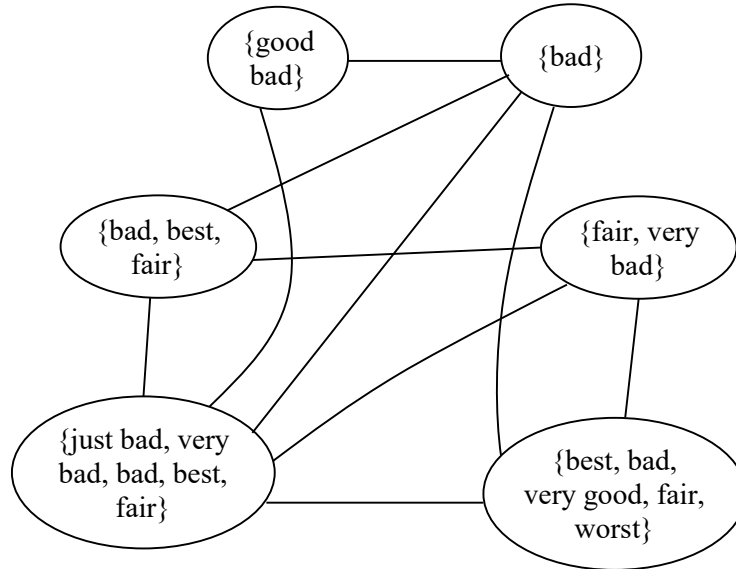 {good
bad}
{bad}
{bad, best,
fair}
{fair, very
bad}
{just bad, very
bad, bad, best,
fair}
{best, bad,
very good, fair,
worst}